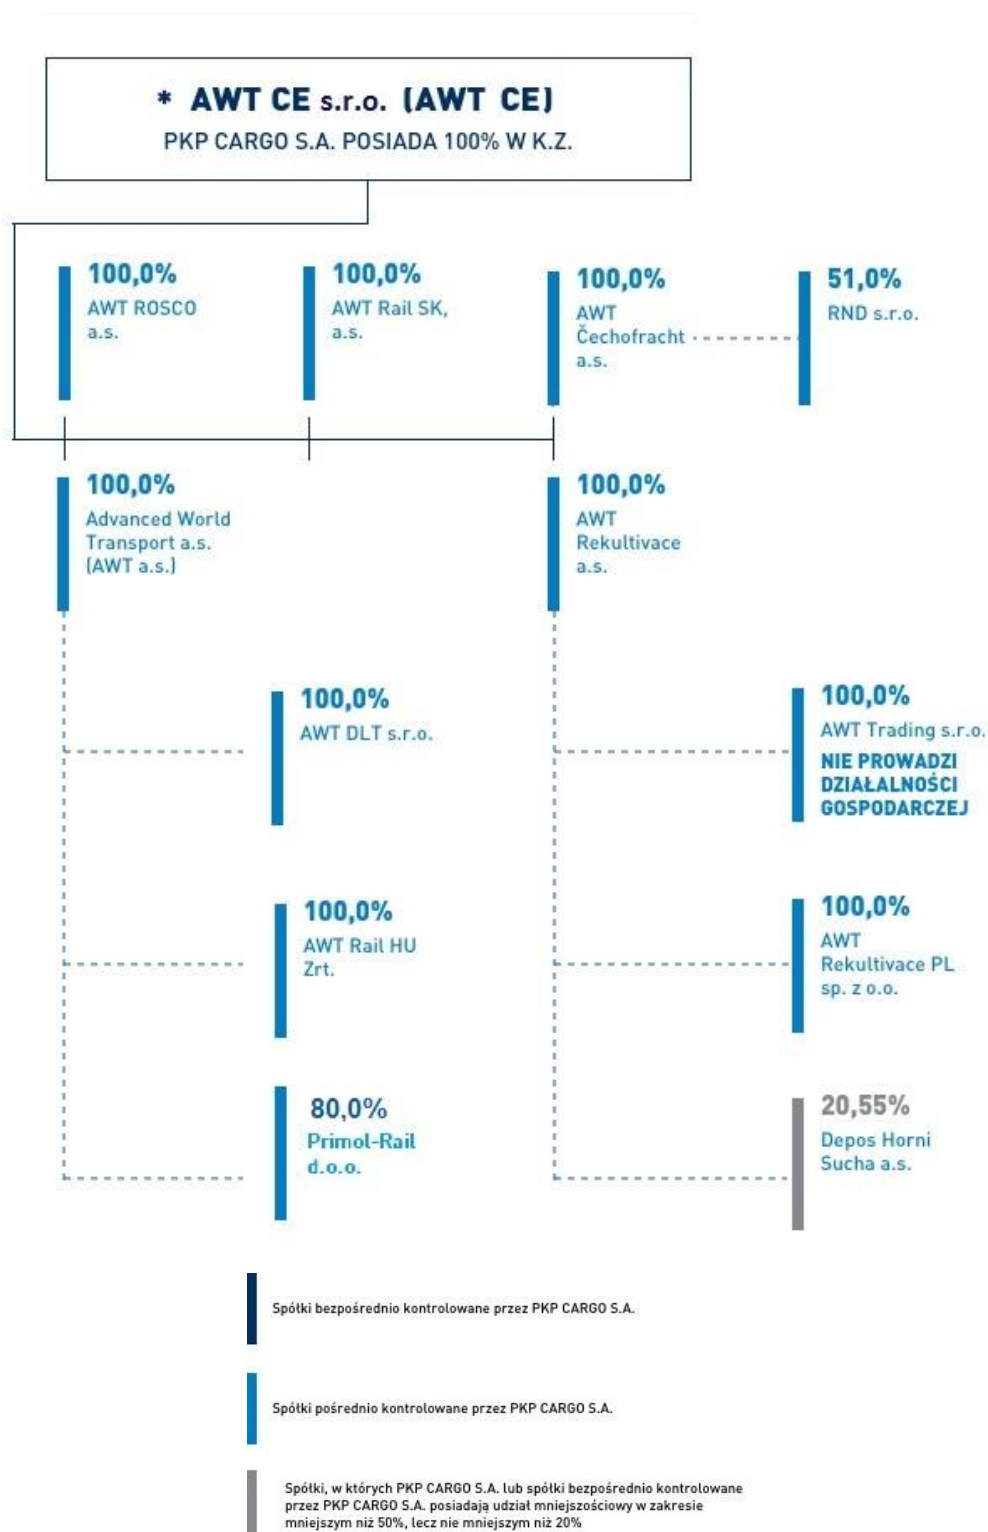 * AWT CE s.r.o. (AWT CE)
PKP CARGO S.A. POSIADA 100% W K.Z.
100,0%
AWT ROSCO
a.s.
100,0%
AWT Rail SK,
a.s.
100,0%
AWT
Čechofracht
a.s.
51,0%
RND s.r.o.
100,0%
Advanced World
Transport a.s.
(AWT a.s.)
100,0%
AWT
Rekultivace
a.s.
100,0%
AWT DLT s.r.o.
100,0%
AWT Trading s.r.o.
NIE PROWADZI
DZIAŁALNOŚCI
GOSPODARCZEJ
100,0%
AWT Rail HU
Zrt.
100,0%
AWT
Rekultivace PL
sp. z o.o.
80,0%
Primol-Rail
d.o.o.
20,55%
Depos Horni
Sucha a.s.
Spółki bezpośrednio kontrolowane przez PKP CARGO S.A.
Spółki pośrednio kontrolowane przez PKP CARGO S.A.
Spółki, w których PKP CARGO S.A. lub spółki bezpośrednio kontrolowane
przez PKP CARGO S.A. posiadają udział mniejszościowy w zakresie
mniejszym niż 50%, lecz nie mniejszym niż 20%